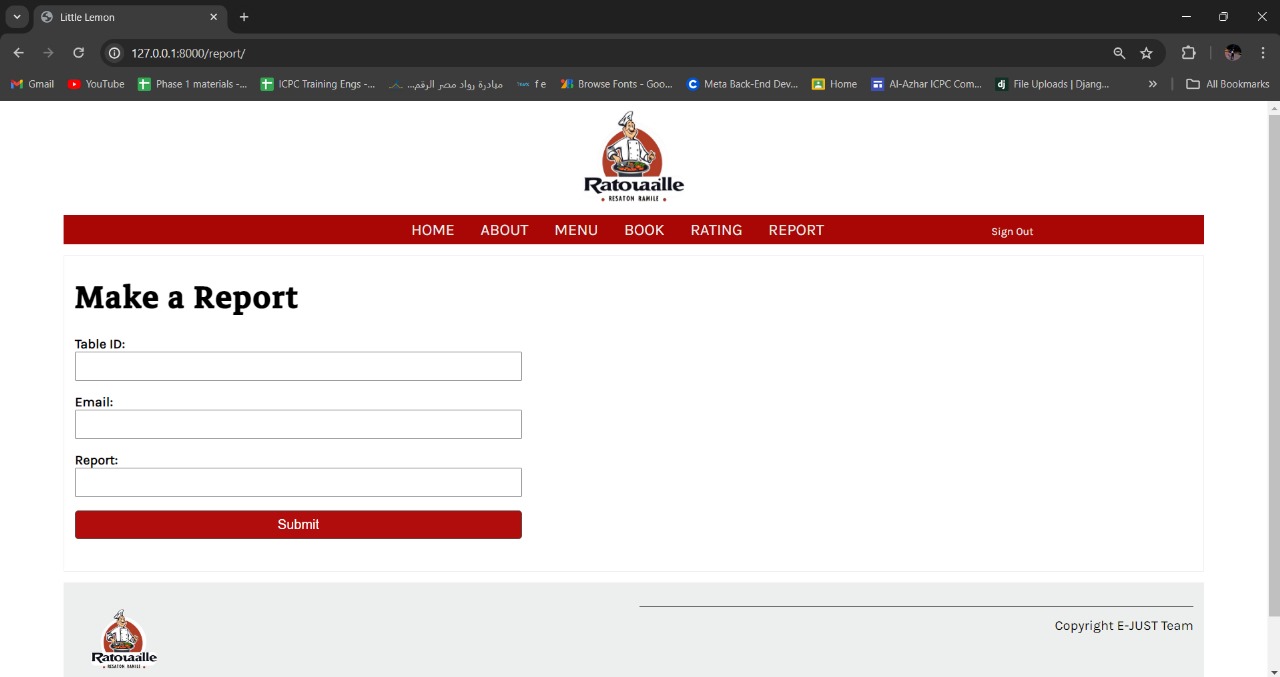 Little Lemon
127.0.0.1:8000/report/
Gmail YouTube Phase 1 materials -... ICPC Training Engs -... مبادرة رواد مصر الرقم... f e Browse Fonts - Goo... Meta Back-End Dev... Home Al-Azhar ICPC Com... dj File Uploads | Djang... » All Bookmarks
Ratouaille
• RESATON RAMILE •
HOME ABOUT MENU BOOK RATING REPORT Sign Out
Make a Report
Table ID:
Email:
Report:
Submit
Copyright E-JUST Team
Ratouaille
• RESATON RAMILE •